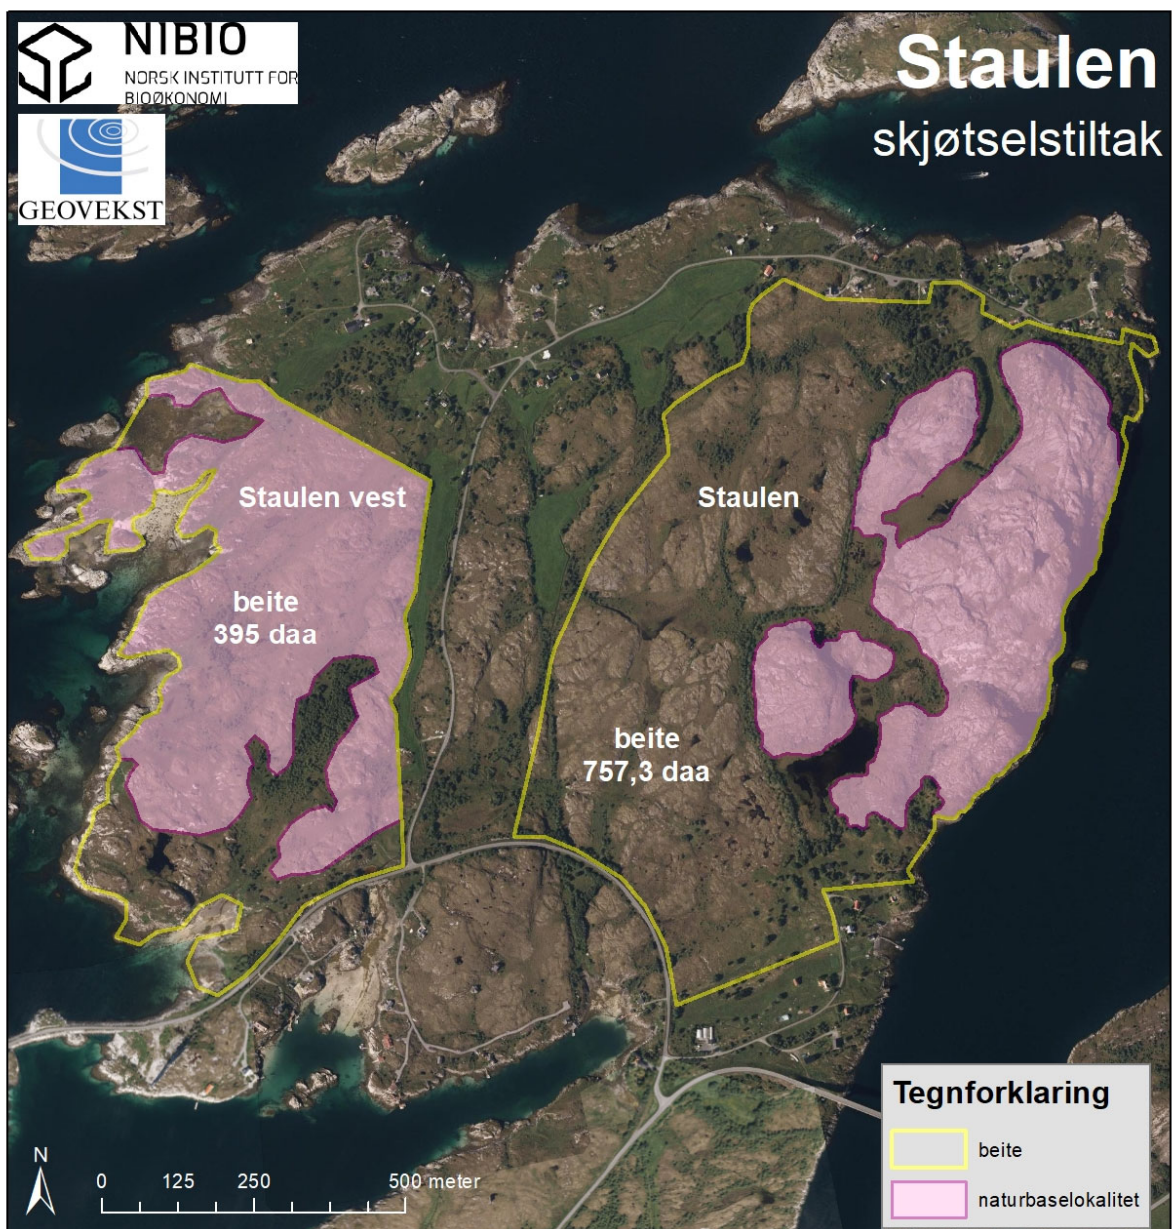 NIBIO
NORSK INSTITUTT FOR
BIOØKONOMI
GEOVEKST
Staulen
skjøtselstiltak
Staulen vest
beite
395 daa
Staulen
beite
757,3 daa
N
0 125 250 500 meter
Tegnforklaring
beite
naturbaselokalitet